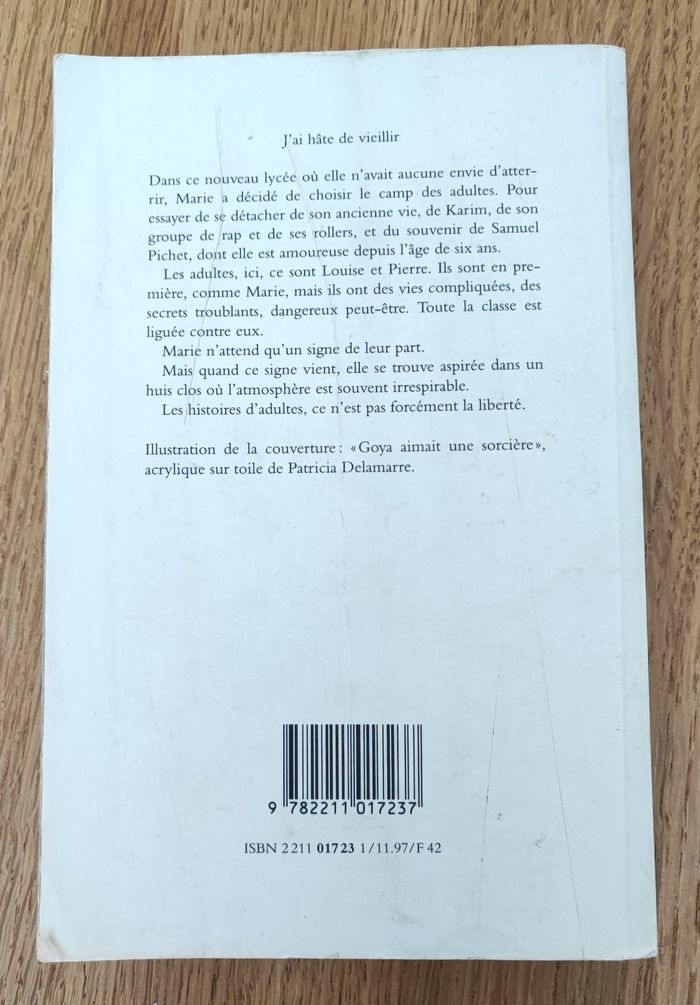 J'ai hâte de vieillir
Dans ce nouveau lycée où elle n'avait aucune envie d'atter-
rir, Marie a décidé de choisir le camp des adultes. Pour
essayer de se détacher de son ancienne vie, de Karim, de son
groupe de rap et de ses rollers, et du souvenir de Samuel
Pichet, dont elle est amoureuse depuis l'âge de six ans.
Les adultes, ici, ce sont Louise et Pierre. Ils sont en pre-
mière, comme Marie, mais ils ont des vies compliquées, des
secrets troublants, dangereux peut-être. Toute la classe est
liguée contre eux.
Marie n'attend qu'un signe de leur part.
Mais quand ce signe vient, elle se trouve aspirée dans un
huis clos où l'atmosphère est souvent irrespirable.
Les histoires d'adultes, ce n'est pas forcément la liberté.
Illustration de la couverture : «Goya aimait une sorcière»,
acrylique sur toile de Patricia Delamarre.
9 782211 017237
ISBN 2 211 01723 1/11.97/F 42